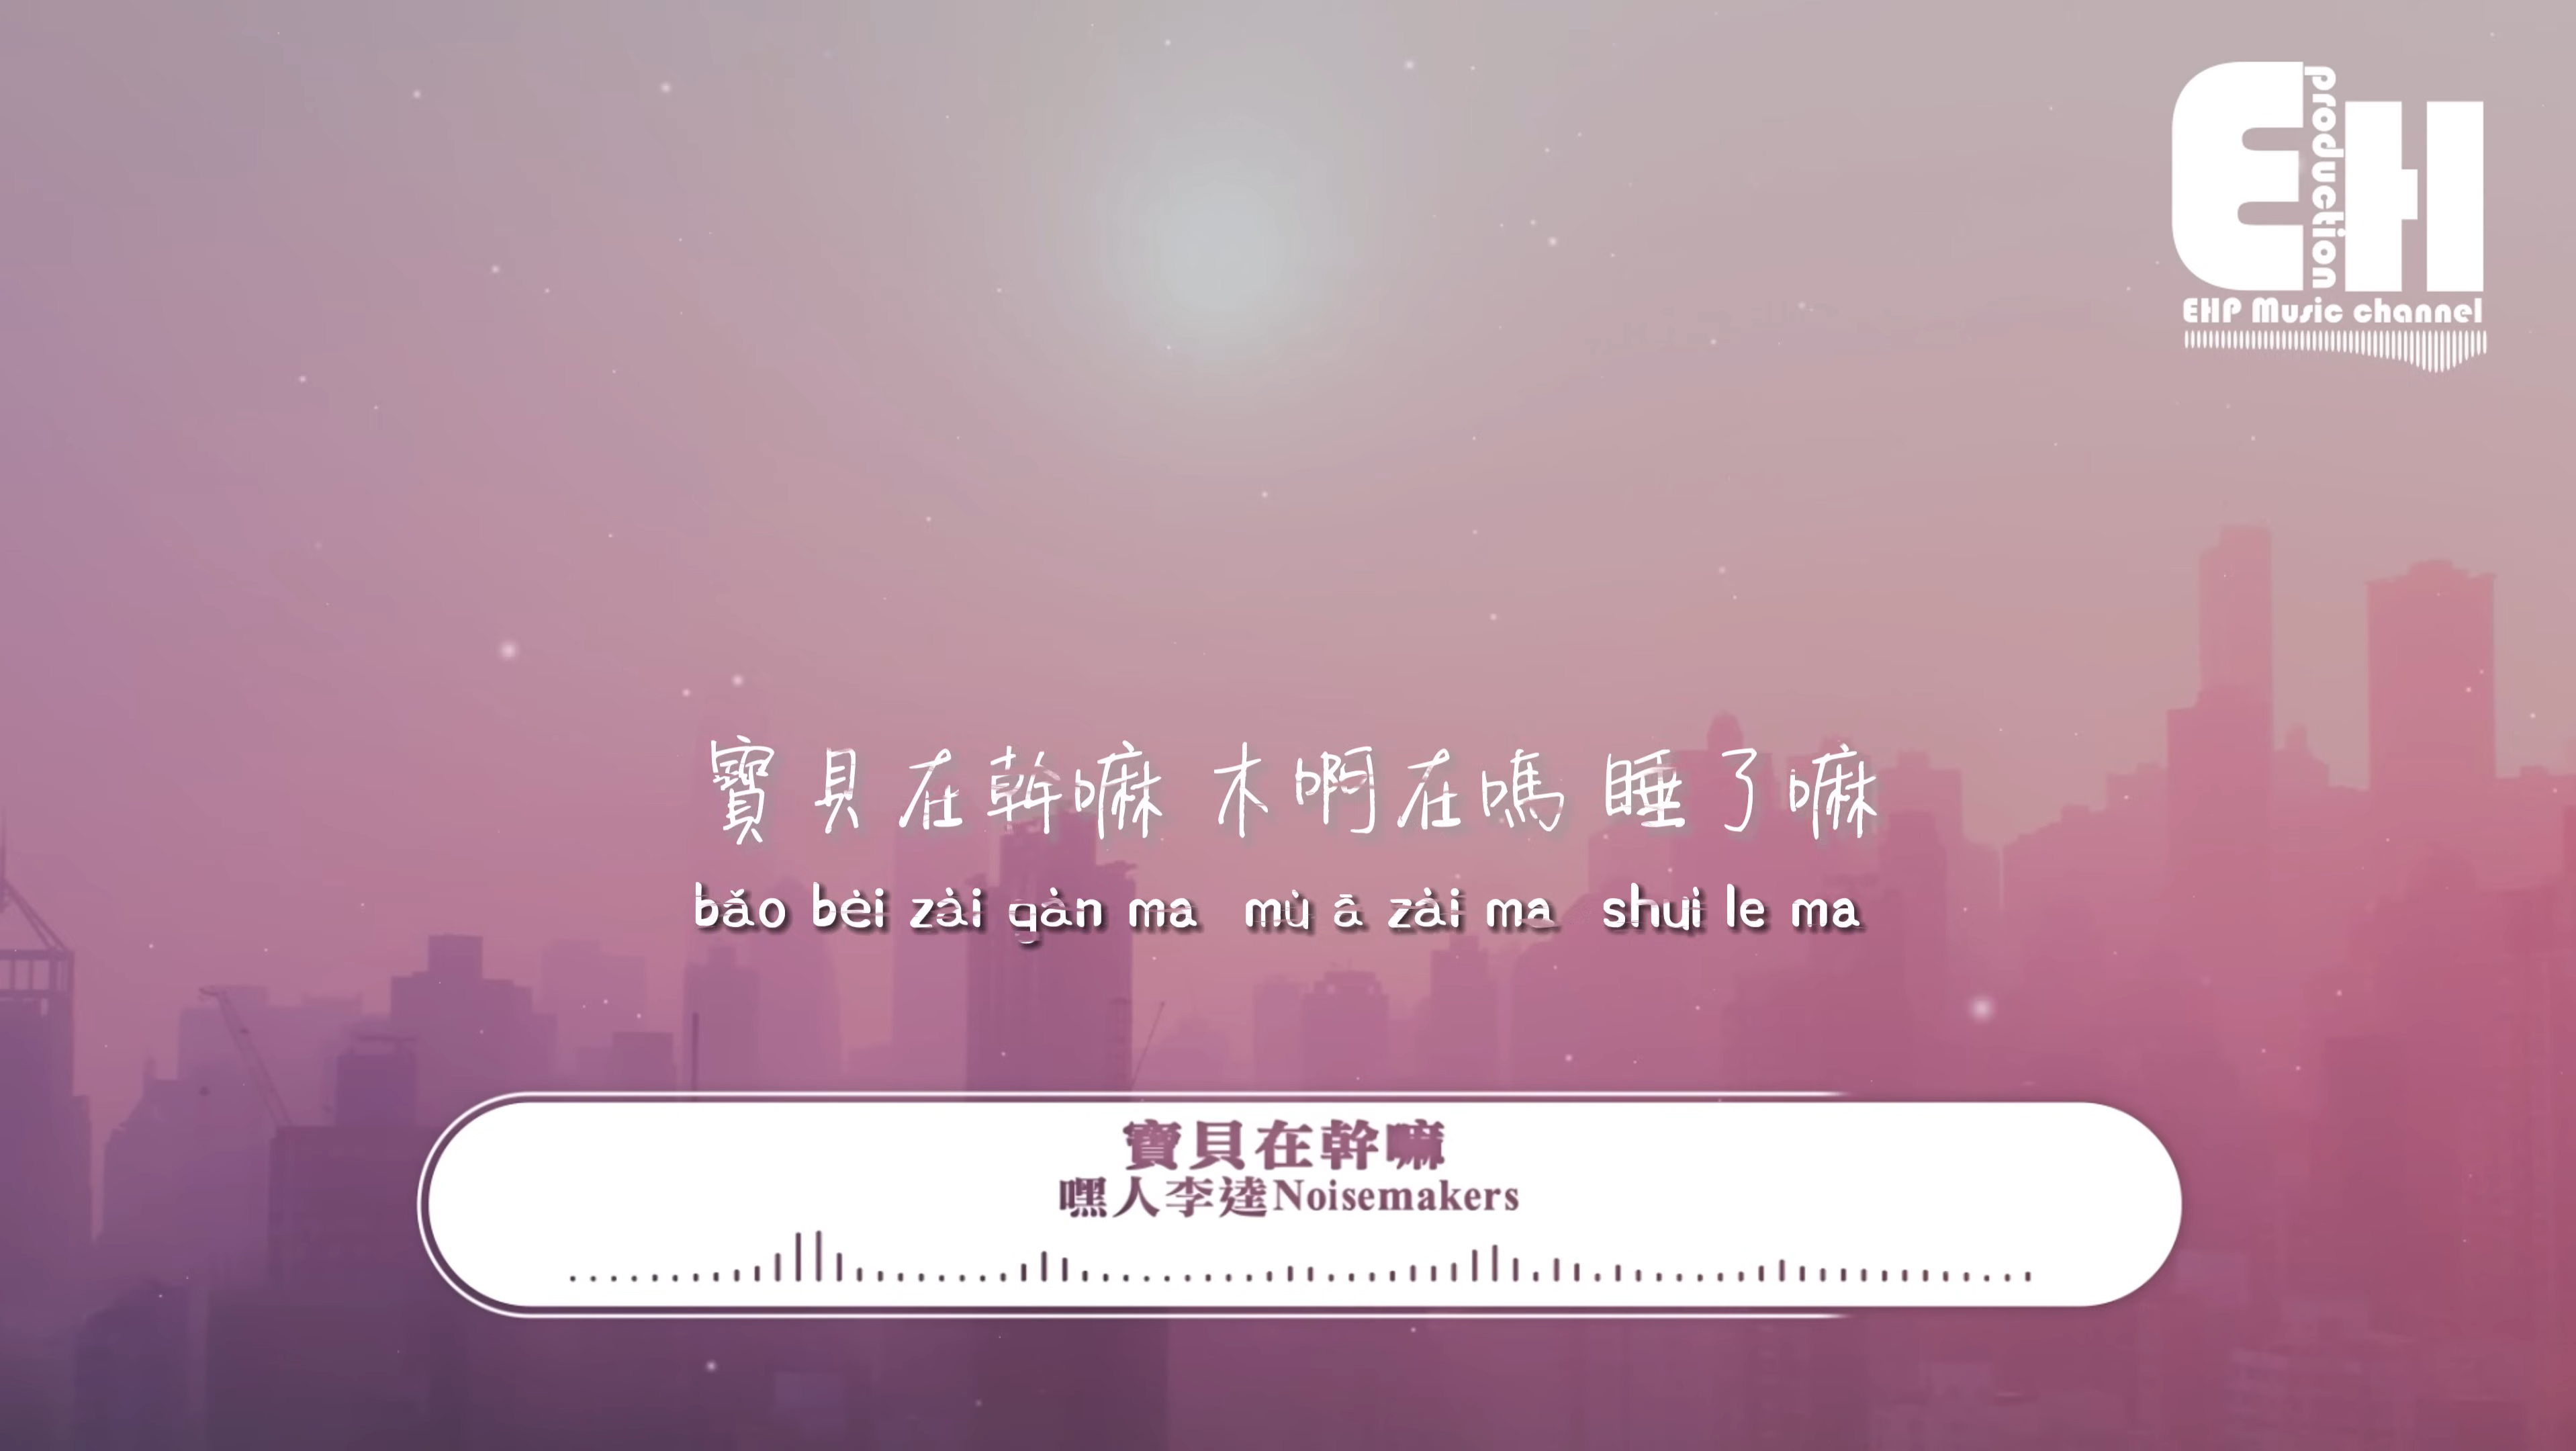 production
EH
EHP Music channel
寶貝在幹嘛 木啊在嗎 睡了嘛
bǎo bèi zài gàn ma mù ā zài ma shuì le ma
寶貝在幹嘛
嘿人李逵Noisemakers